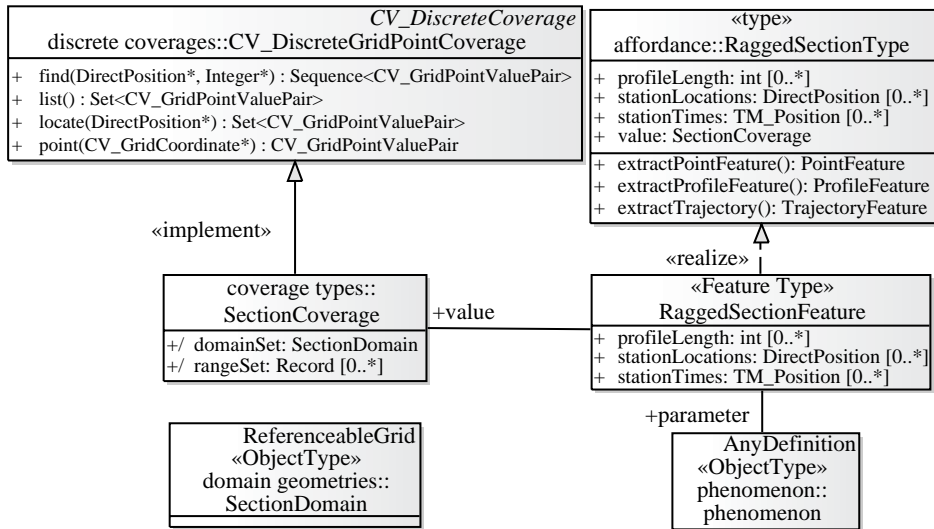 CV_DiscreteCoverage
discrete coverages::CV_DiscreteGridPointCoverage
+ find(DirectPosition*, Integer*) : Sequence<CV_GridPointValuePair>
+ list() : Set<CV_GridPointValuePair>
+ locate(DirectPosition*) : Set<CV_GridPointValuePair>
+ point(CV_GridCoordinate*) : CV_GridPointValuePair
«type»
affordance::RaggedSectionType
+ profileLength: int [0..*]
+ stationLocations: DirectPosition [0..*]
+ stationTimes: TM_Position [0..*]
+ value: SectionCoverage
+ extractPointFeature(): PointFeature
+ extractProfileFeature(): ProfileFeature
+ extractTrajectory(): TrajectoryFeature
«implement»
«realize»
coverage types::
SectionCoverage
+/ domainSet: SectionDomain
+/ rangeSet: Record [0..*]
+value
«Feature Type»
RaggedSectionFeature
+ profileLength: int [0..*]
+ stationLocations: DirectPosition [0..*]
+ stationTimes: TM_Position [0..*]
+parameter
ReferenceableGrid
«ObjectType»
domain geometries::
SectionDomain
AnyDefinition
«ObjectType»
phenomenon::
phenomenon